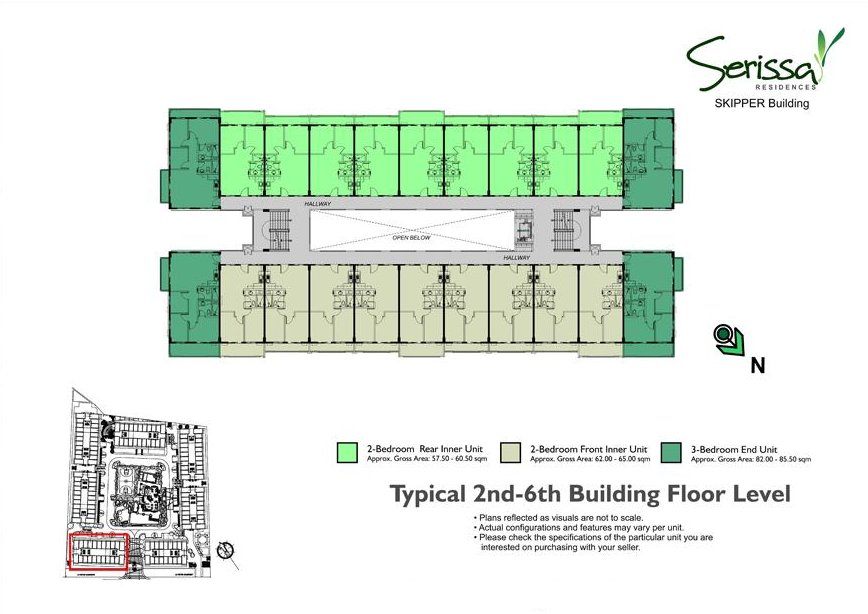 Serissa
RESIDENCES
SKIPPER Building
HALLWAY
OPEN BELOW
HALLWAY
N
2-Bedroom Rear Inner Unit
Approx. Gross Area: 57.50 - 60.50 sqm
2-Bedroom Front Inner Unit
Approx. Gross Area: 62.00 - 65.00 sqm
3-Bedroom End Unit
Approx. Gross Area: 82.00 - 85.50 sqm
Typical 2nd-6th Building Floor Level
• Plans reflected as visuals are not to scale.
• Actual configurations and features may vary per unit.
• Please check the specifications of the particular unit you are
interested on purchasing with your seller.